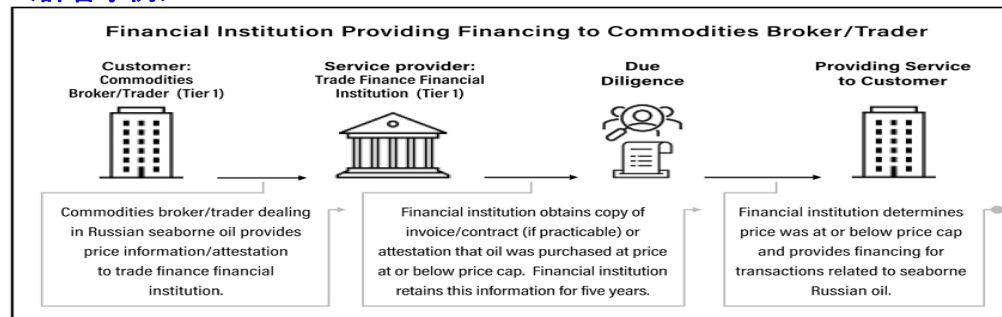 Financial Institution Providing Financing to Commodities Broker/Trader
Customer:
Commodities
Broker/Trader (Tier 1)
Service provider:
Trade Finance Financial
Institution (Tier 1)
Due
Diligence
Providing Service
to Customer
Commodities broker/trader dealing
in Russian seaborne oil provides
price information/attestation
to trade finance financial
institution.
Financial institution obtains copy of
invoice/contract (if practicable) or
attestation that oil was purchased at price
at or below price cap. Financial institution
retains this information for five years.
Financial institution determines
price was at or below price cap
and provides financing for
transactions related to seaborne
Russian oil.